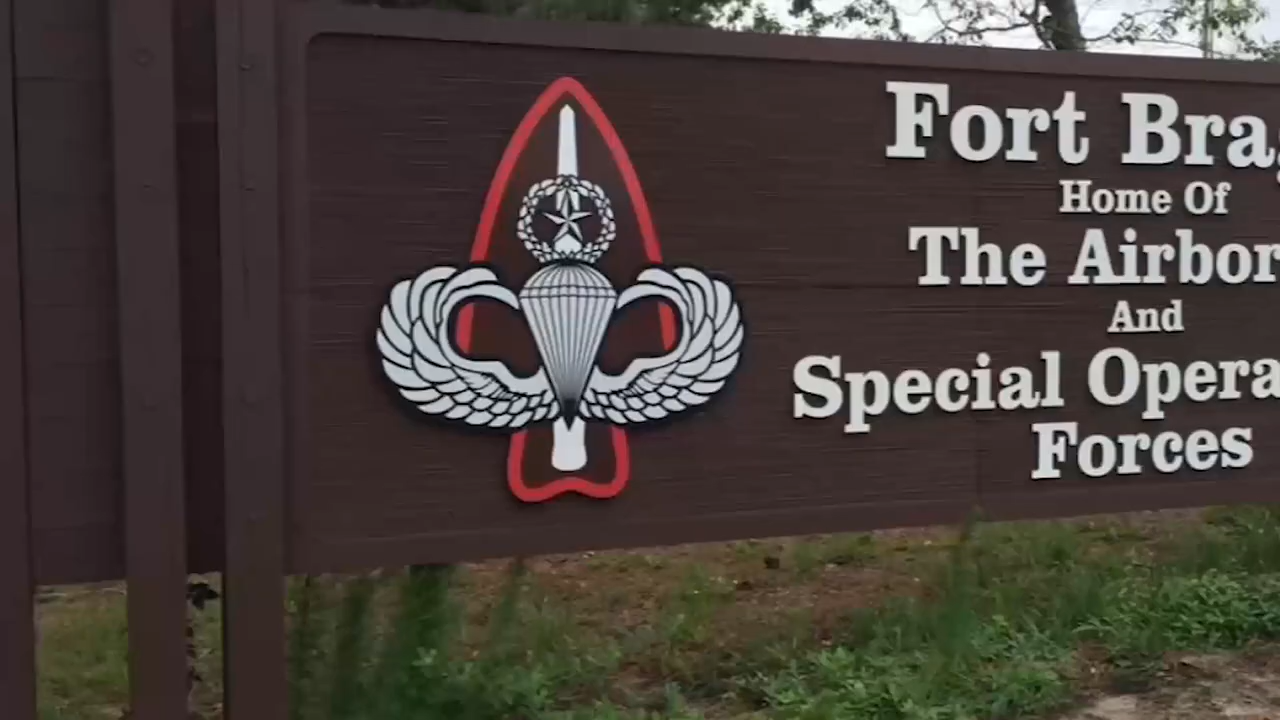 Fort Bra
Home Of
The Airbor
And
Special Opera
Forces